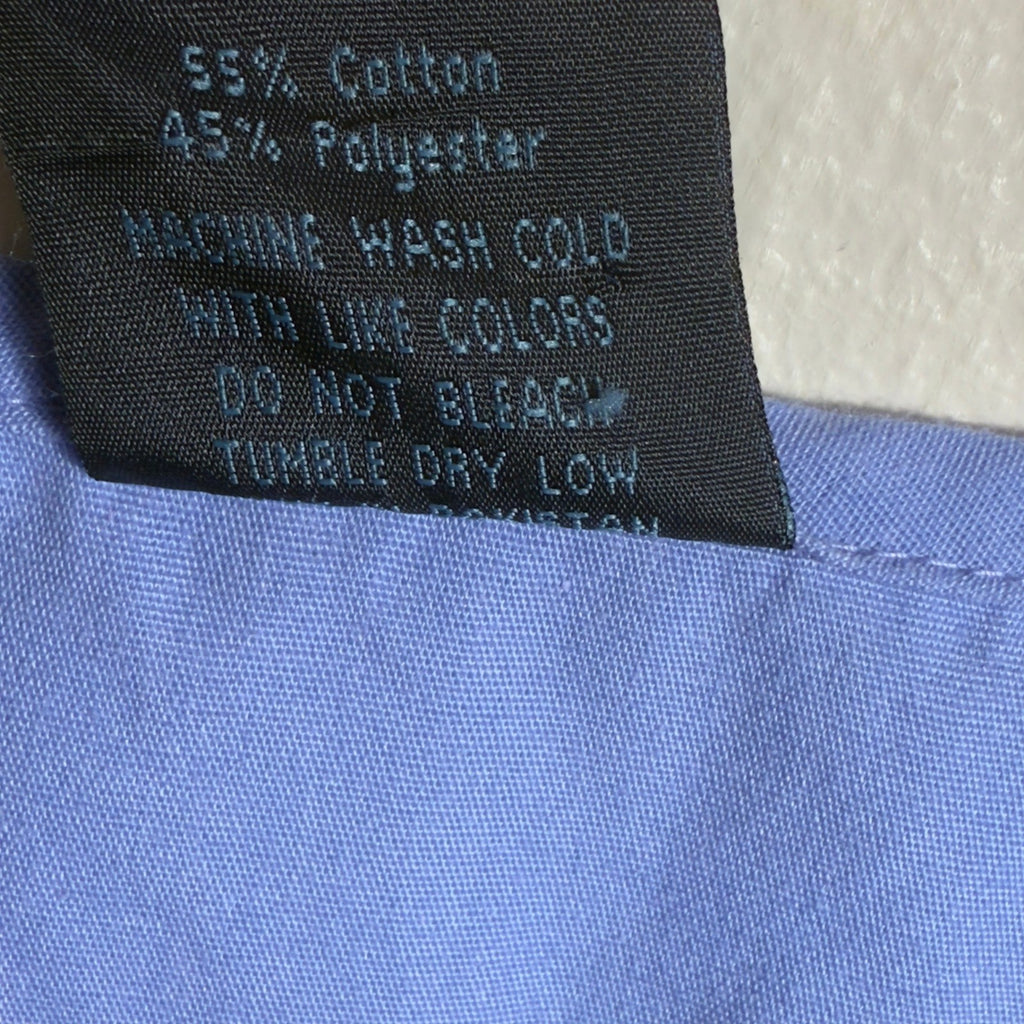 55% Cotton
45% Polyester
MACHINE WASH COLD
WITH LIKE COLORS
DO NOT BLEACH
TUMBLE DRY LOW